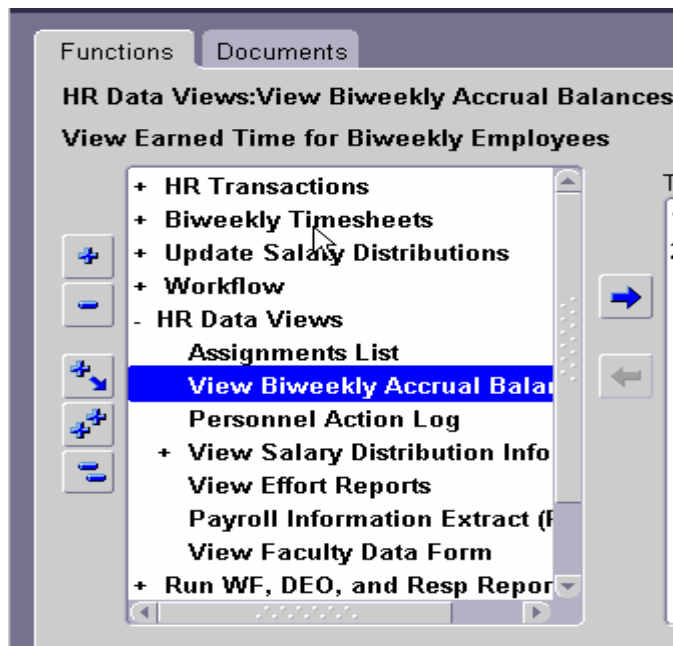 Functions Documents
HR Data Views:View Biweekly Accrual Balances
View Earned Time for Biweekly Employees
+ HR Transactions
+ Biweekly Timesheets
+ Update Salary Distributions
+ Workflow
- HR Data Views
Assignments List
View Biweekly Accrual Balan
Personnel Action Log
+ View Salary Distribution Info
View Effort Reports
Payroll Information Extract (
View Faculty Data Form
+ Run WF, DEO, and Resp Repor